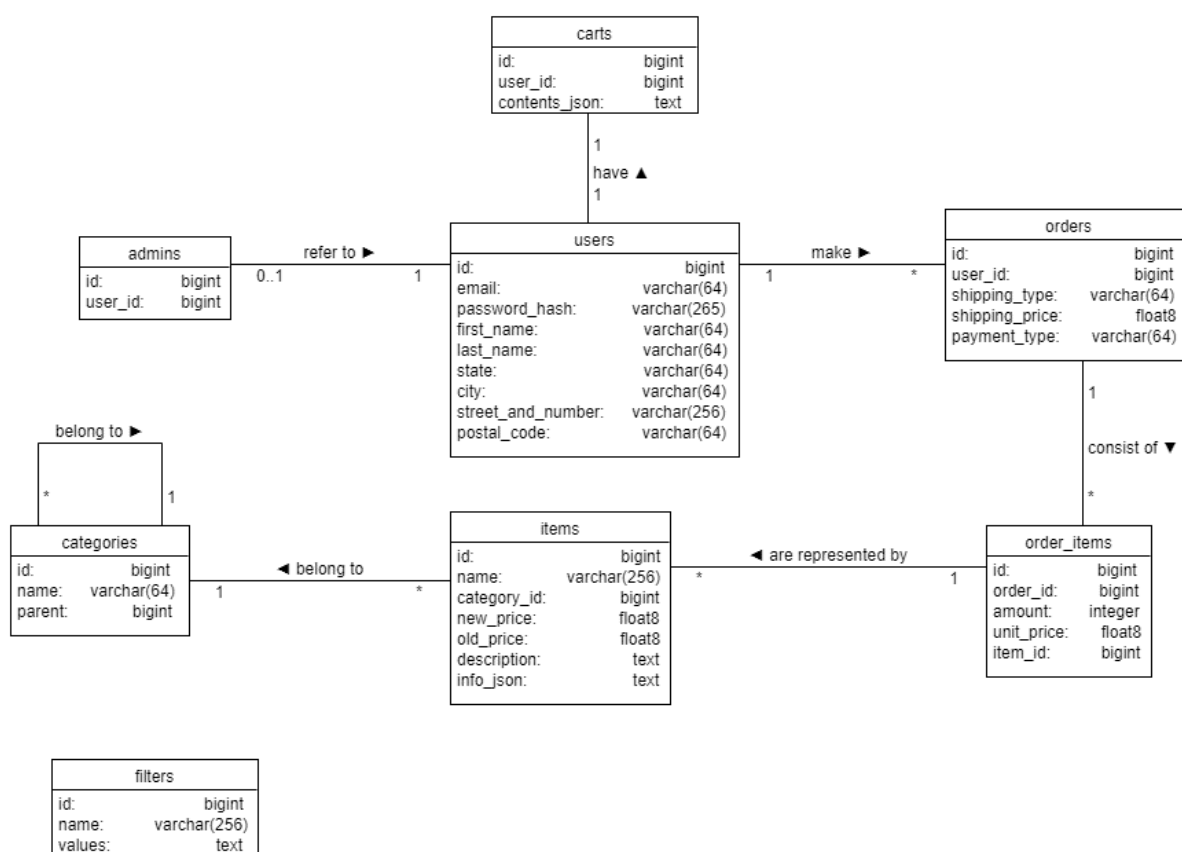 carts
id: bigint
user_id: bigint
contents_json: text
1
have ▲
1
admins
id: bigint
user_id: bigint
refer to ►
0..1 1
users
id: bigint
email: varchar(64)
password_hash: varchar(265)
first_name: varchar(64)
last_name: varchar(64)
state: varchar(64)
city: varchar(64)
street_and_number: varchar(256)
postal_code: varchar(64)
make ►
1 *
orders
id: bigint
user_id: bigint
shipping_type: varchar(64)
shipping_price: float8
payment_type: varchar(64)
1
consist of ▼
*
belong to ►
* 1
categories
id: bigint
name: varchar(64)
parent: bigint
◄ belong to
1 *
items
id: bigint
name: varchar(256)
category_id: bigint
new_price: float8
old_price: float8
description: text
info_json: text
◄ are represented by
* 1
order_items
id: bigint
order_id: bigint
amount: integer
unit_price: float8
item_id: bigint
filters
id: bigint
name: varchar(256)
values: text